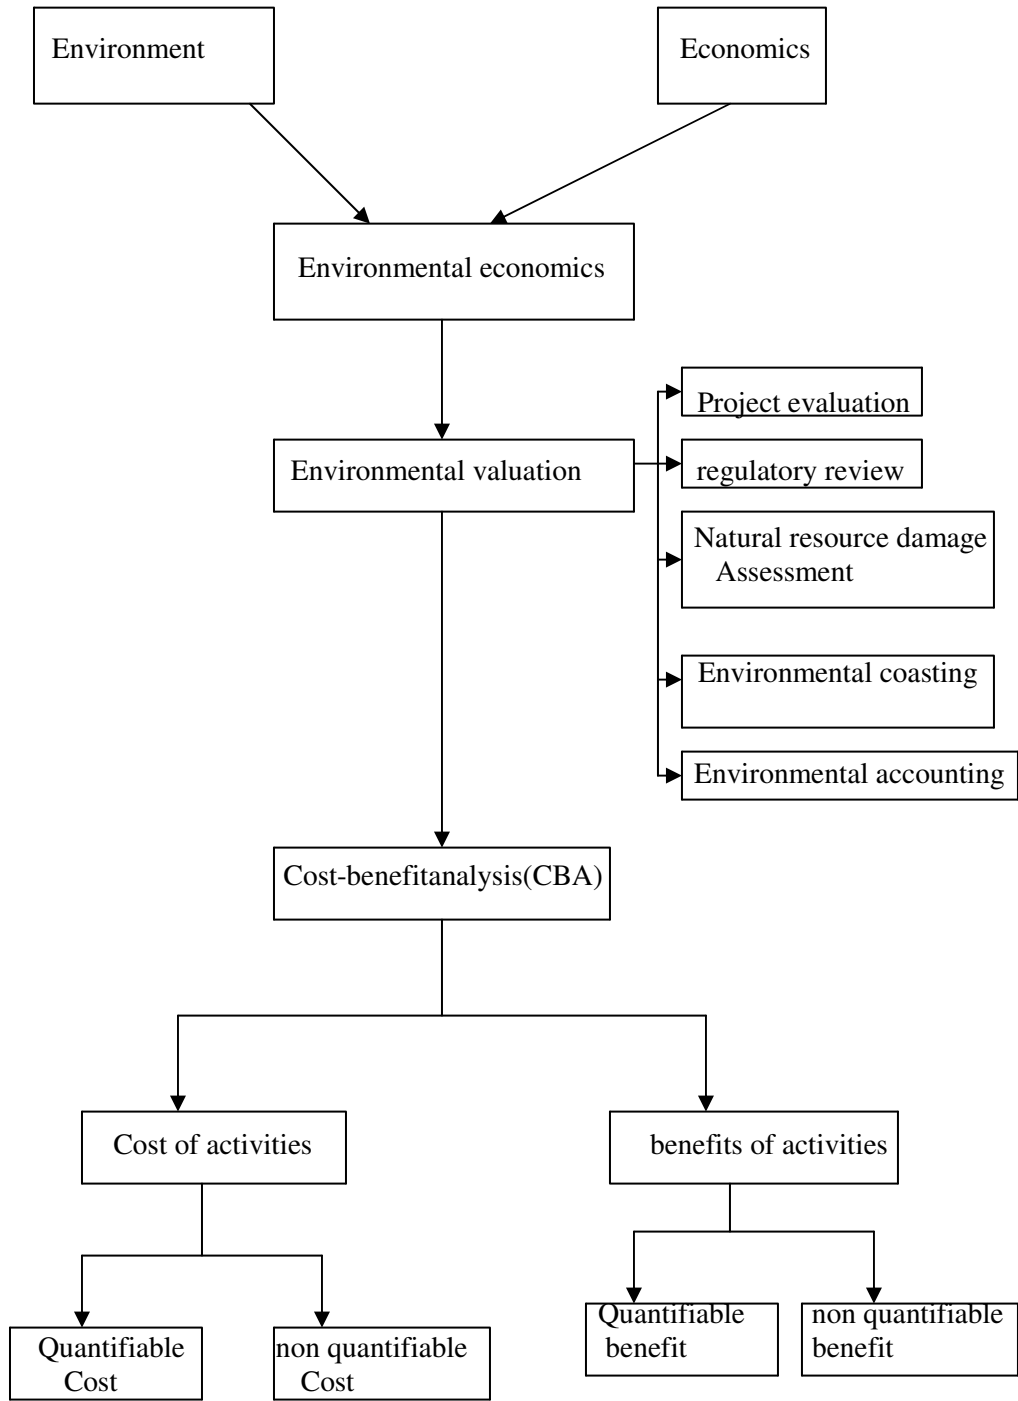 Environment
Economics
Environmental economics
Project evaluation
Environmental valuation
regulatory review
Natural resource damage
Assessment
Environmental coasting
Environmental accounting
Cost-benefitanalysis(CBA)
Cost of activities
benefits of activities
Quantifiable
Cost
non quantifiable
Cost
Quantifiable
benefit
non quantifiable
benefit